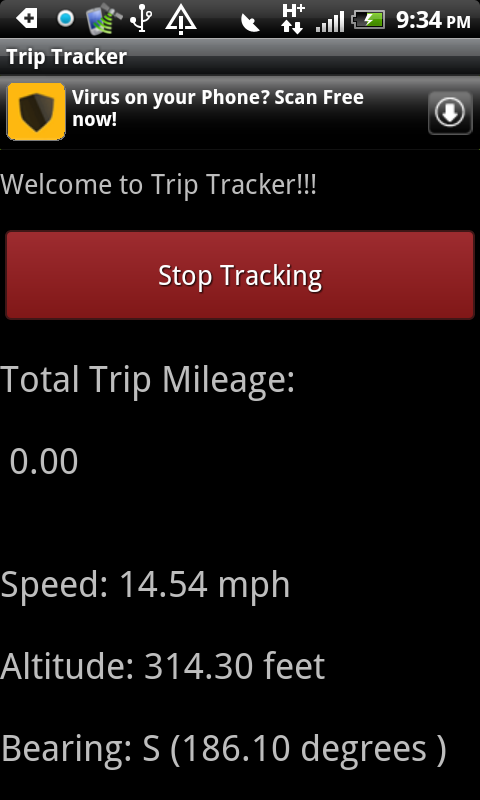 H+ 9:34 PM
Trip Tracker
Virus on your Phone? Scan Free
now!
Welcome to Trip Tracker!!!
Stop Tracking
Total Trip Mileage:
0.00
Speed: 14.54 mph
Altitude: 314.30 feet
Bearing: S (186.10 degrees )